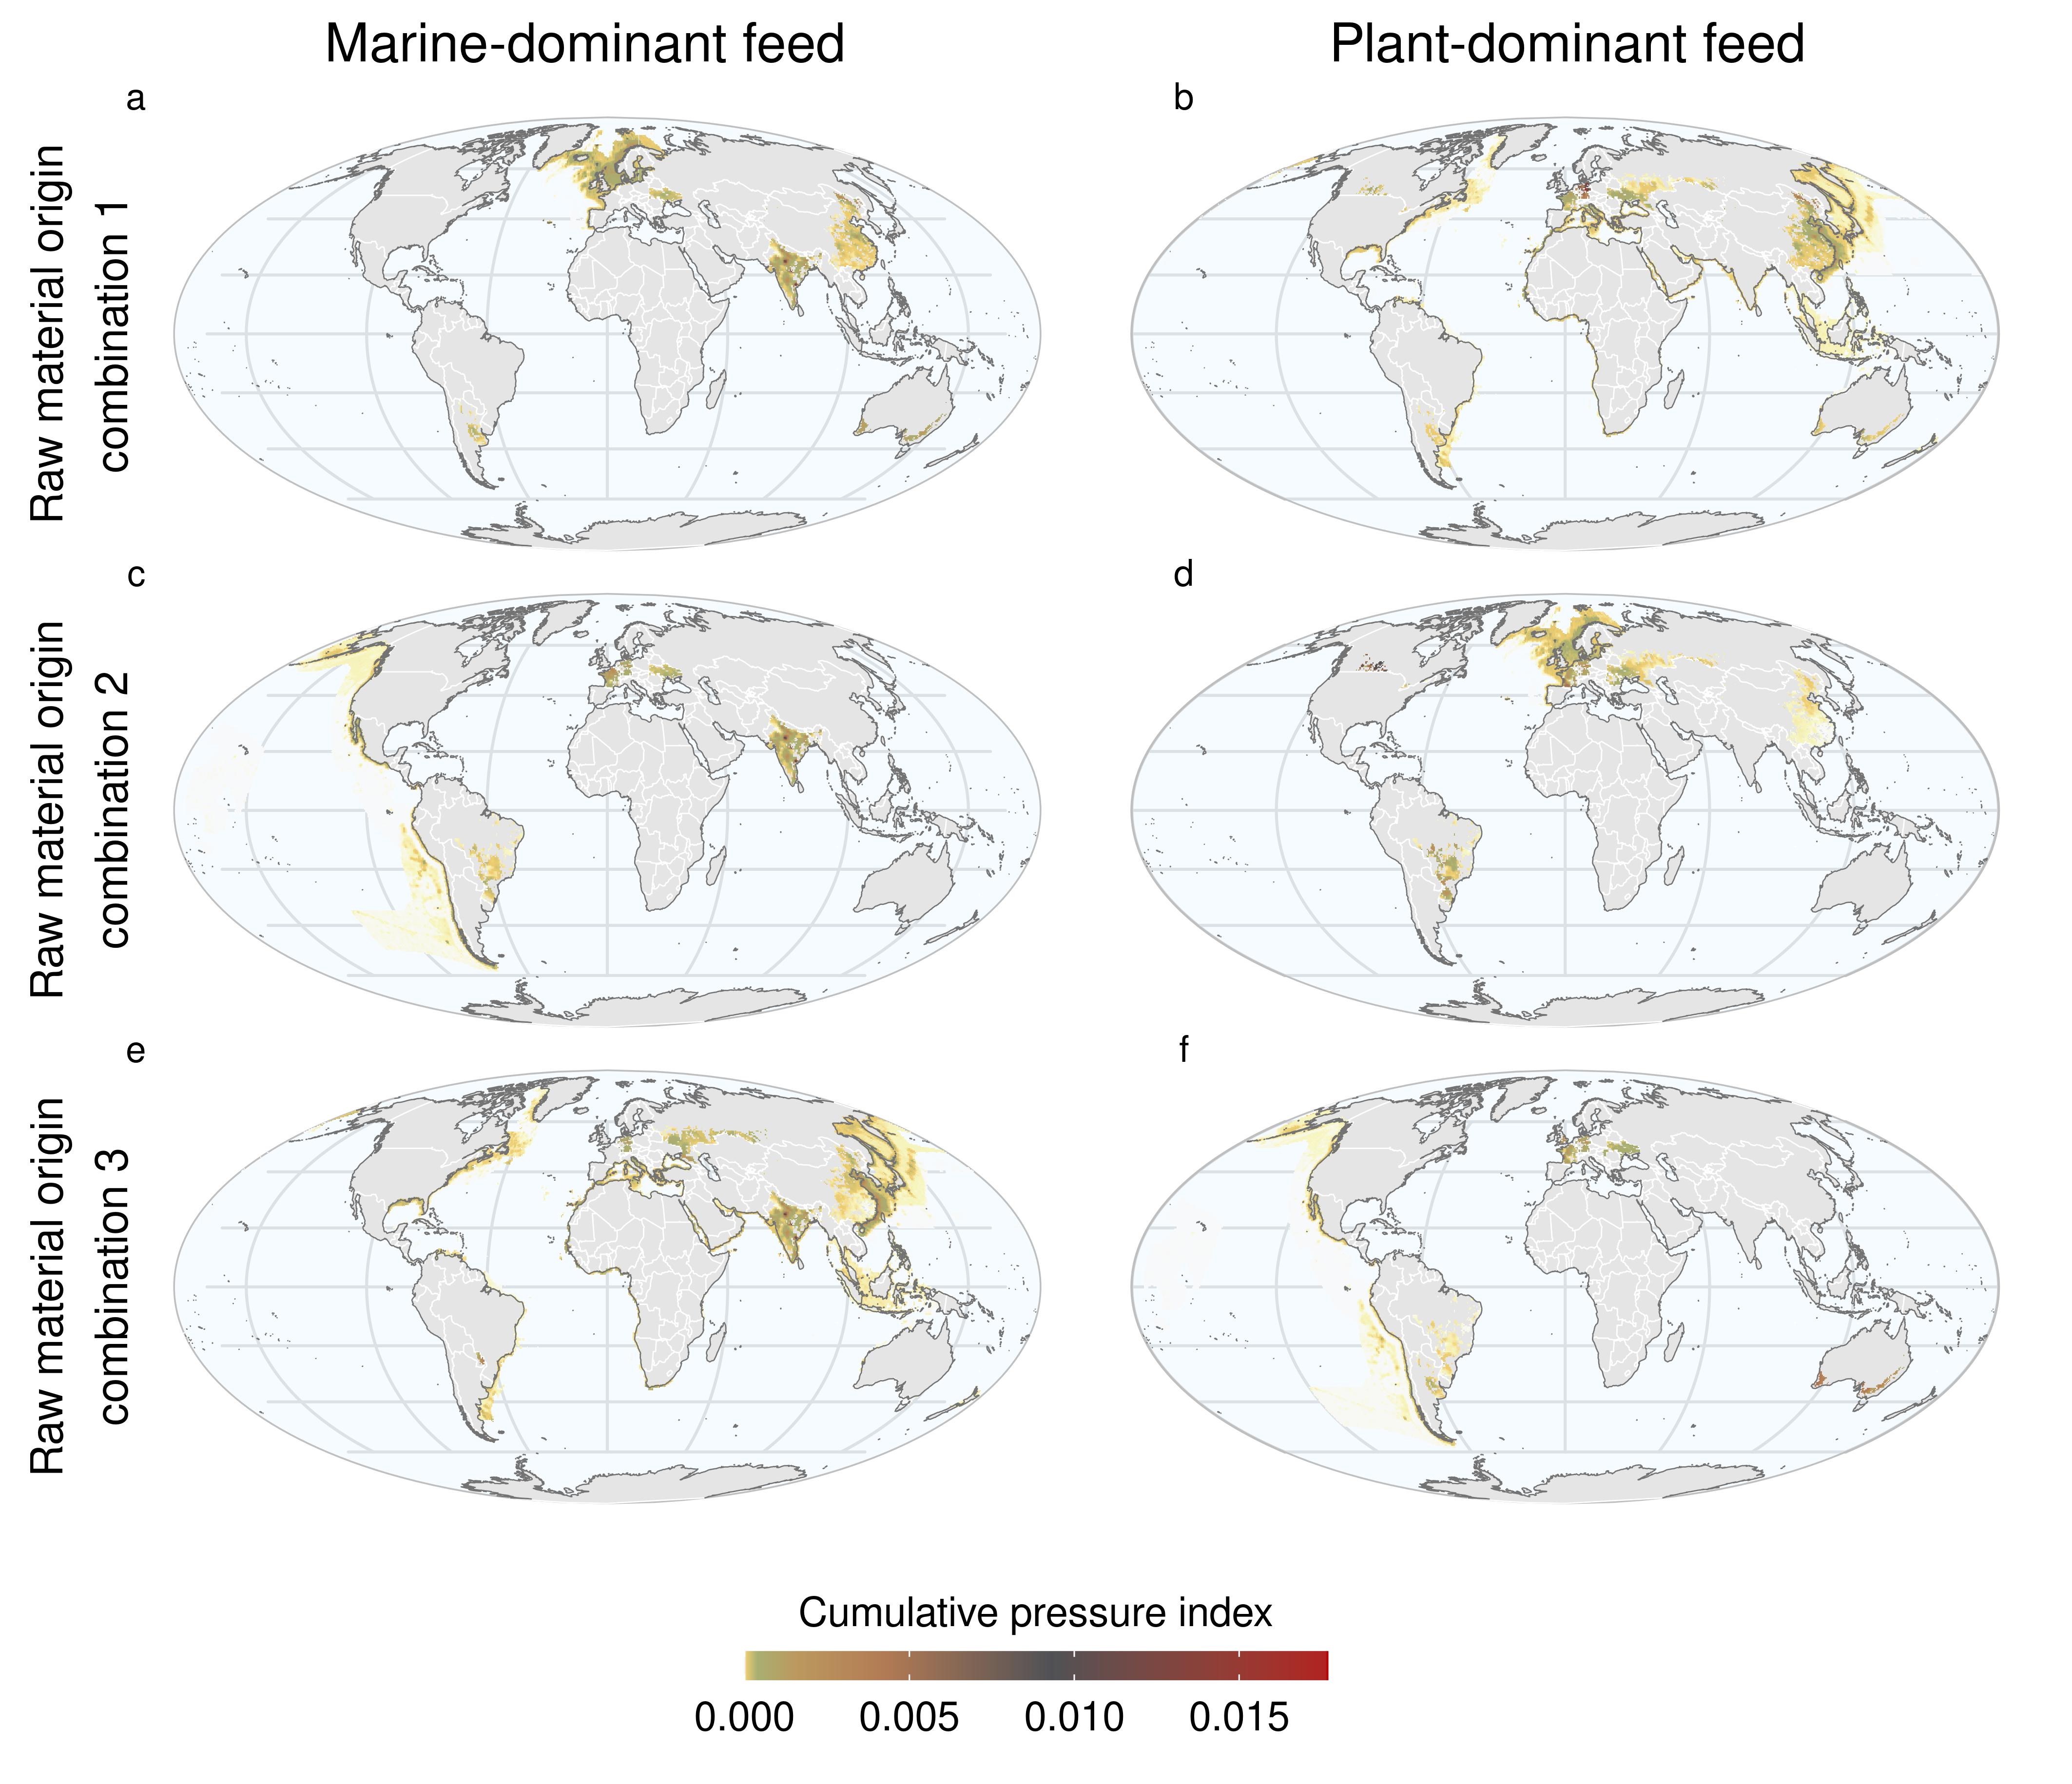 Marine-dominant feed
Plant-dominant feed
a
b
Raw material origin
combination 1
c
d
Raw material origin
combination 2
e
f
Raw material origin
combination 3
Cumulative pressure index
0.000 0.005 0.010 0.015